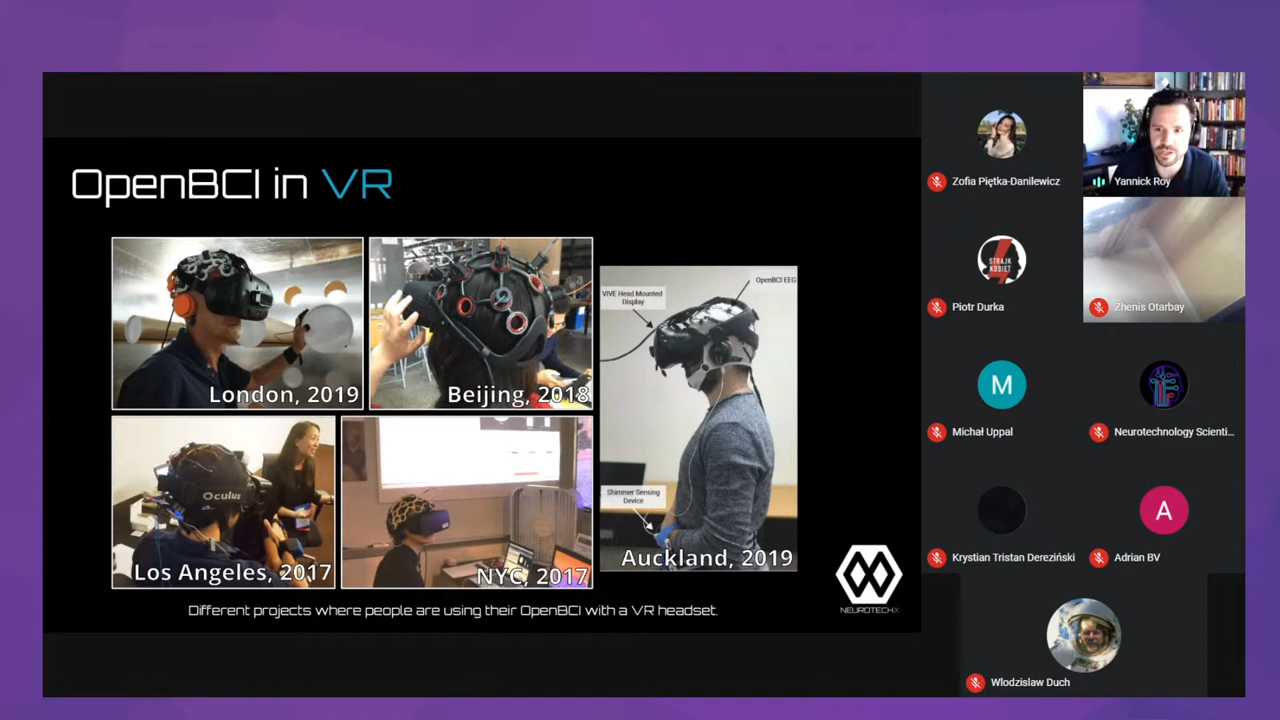 OpenBCI in VR
London, 2019
Beijing, 2018
VIVE Head Mounted
Display
OpenBCI EEG
Oculus
Los Angeles, 2017
NYC, 2017
Shimmer Sensing
Device
Auckland, 2019
NEUROTECHX
Different projects where people are using their OpenBCI with a VR headset.
Zofia Piętka-Danilewicz
Yannick Roy
STRAJK
KOBIET
Piotr Durka
Zhenis Otarbay
M
Michał Uppal
Neurotechnology Scienti...
Krystian Tristan Dereziński
A
Adrian BV
Wlodzislaw Duch